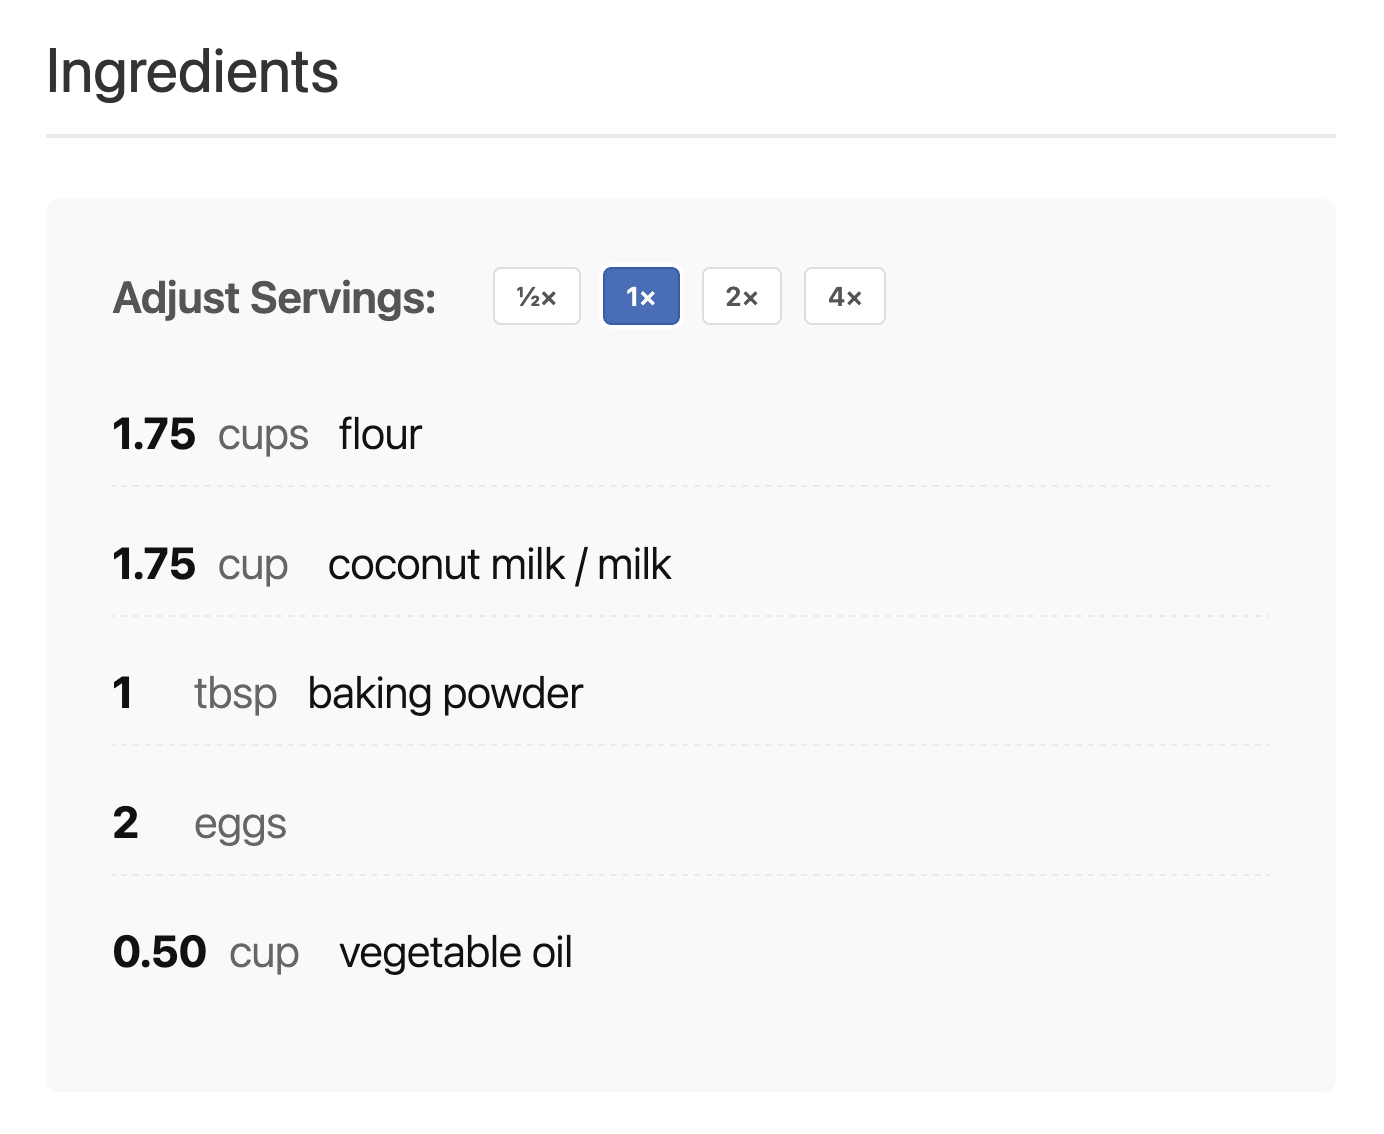 Ingredients
Adjust Servings: ½× 1× 2× 4×
1.75 cups flour
1.75 cup coconut milk / milk
1 tbsp baking powder
2 eggs
0.50 cup vegetable oil